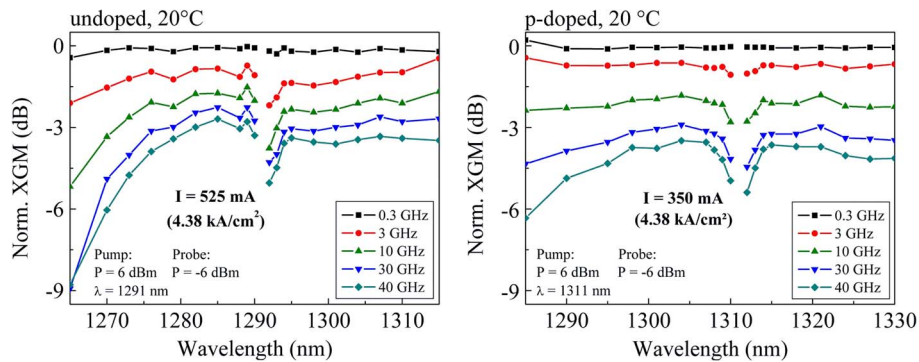 undoped, 20°C
Norm. XGM (dB)
0
-3
-6
-9
I = 525 mA
(4.38 kA/cm²)
Pump: Probe:
P = 6 dBm P = -6 dBm
λ = 1291 nm
0.3 GHz
3 GHz
10 GHz
30 GHz
40 GHz
1270 1280 1290 1300 1310
Wavelength (nm)
p-doped, 20 °C
Norm. XGM (dB)
0
-3
-6
-9
I = 350 mA
(4.38 kA/cm²)
Pump: Probe:
P = 6 dBm P = -6 dBm
λ = 1311 nm
0.3 GHz
3 GHz
10 GHz
30 GHz
40 GHz
1290 1300 1310 1320 1330
Wavelength (nm)